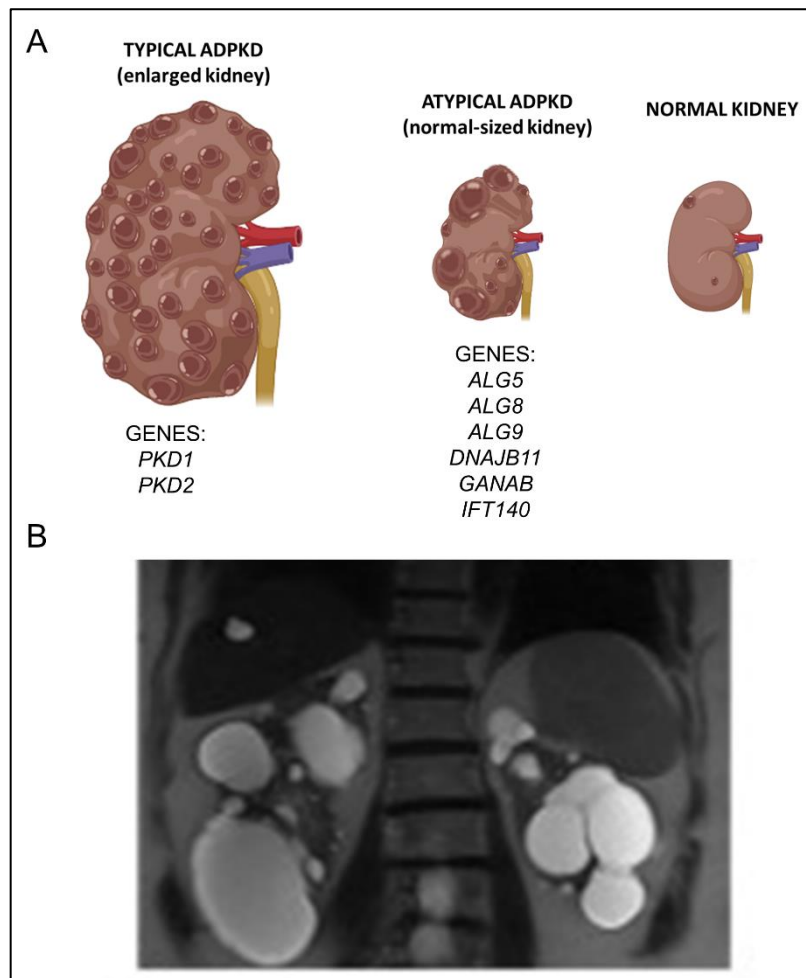 A
TYPICAL ADPKD
(enlarged kidney)
GENES:
PKD1
PKD2
ATYPICAL ADPKD
(normal-sized kidney)
GENES:
ALG5
ALG8
ALG9
DNAJB11
GANAB
IFT140
NORMAL KIDNEY
B